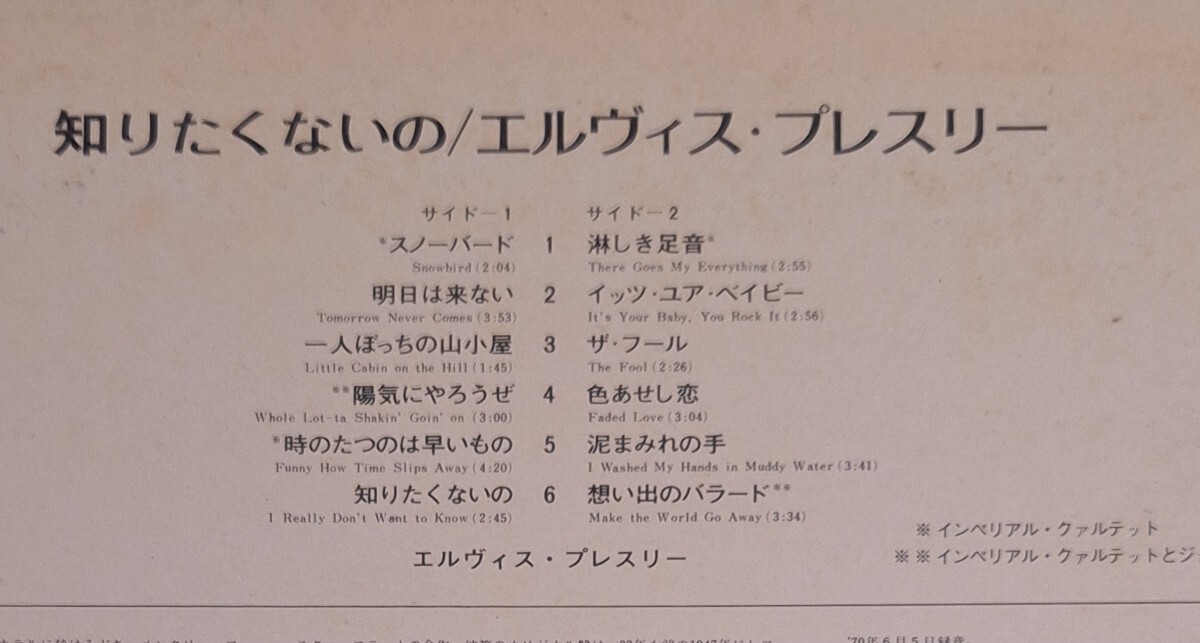 知りたくないの/エルヴィス・プレスリー
サイド－1
*スノーバード 1
Snowbird (2:04)
明日は来ない 2
Tomorrow Never Comes (3:53)
一人ぼっちの山小屋 3
Little Cabin on the Hill (1:45)
**陽気にやろうぜ 4
Whole Lot-ta Shakin' Goin' on (3:00)
*時のたつのは早いもの 5
Funny How Time Slips Away (4:20)
知りたくないの 6
I Really Don't Want to Know (2:45)
サイド－2
淋しき足音*
There Goes My Everything (2:55)
イッツ・ユア・ベイビー
It's Your Baby, You Rock It (2:56)
ザ・フール
The Fool (2:26)
色あせし恋
Faded Love (3:04)
泥まみれの手
I Washed My Hands in Muddy Water (3:41)
想い出のバラード**
Make the World Go Away (3:34)
エルヴィス・プレスリー
※インペリアル・クァルテット
※※インペリアル・クァルテットとジ
'70年6月5日録音